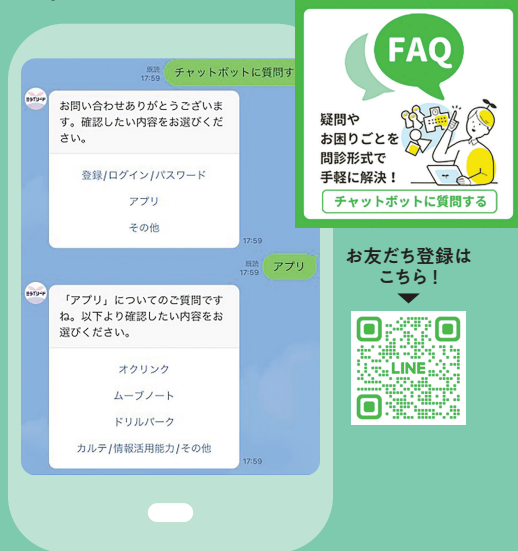 既読
17:59
チャットボットに質問す
お問い合わせありがとうございま
す。確認したい内容をお選びくだ
さい。
登録/ログイン/パスワード
アプリ
その他
17:59
既読
17:59
アプリ
「アプリ」についてのご質問です
ね。以下より確認したい内容をお
選びください。
オクリンク
ムーブノート
ドリルパーク
カルテ/情報活用能力/その他
17:59
FAQ
疑問や
お困りごとを
問診形式で
手軽に解決！
チャットボットに質問する
お友だち登録は
こちら！
LINE